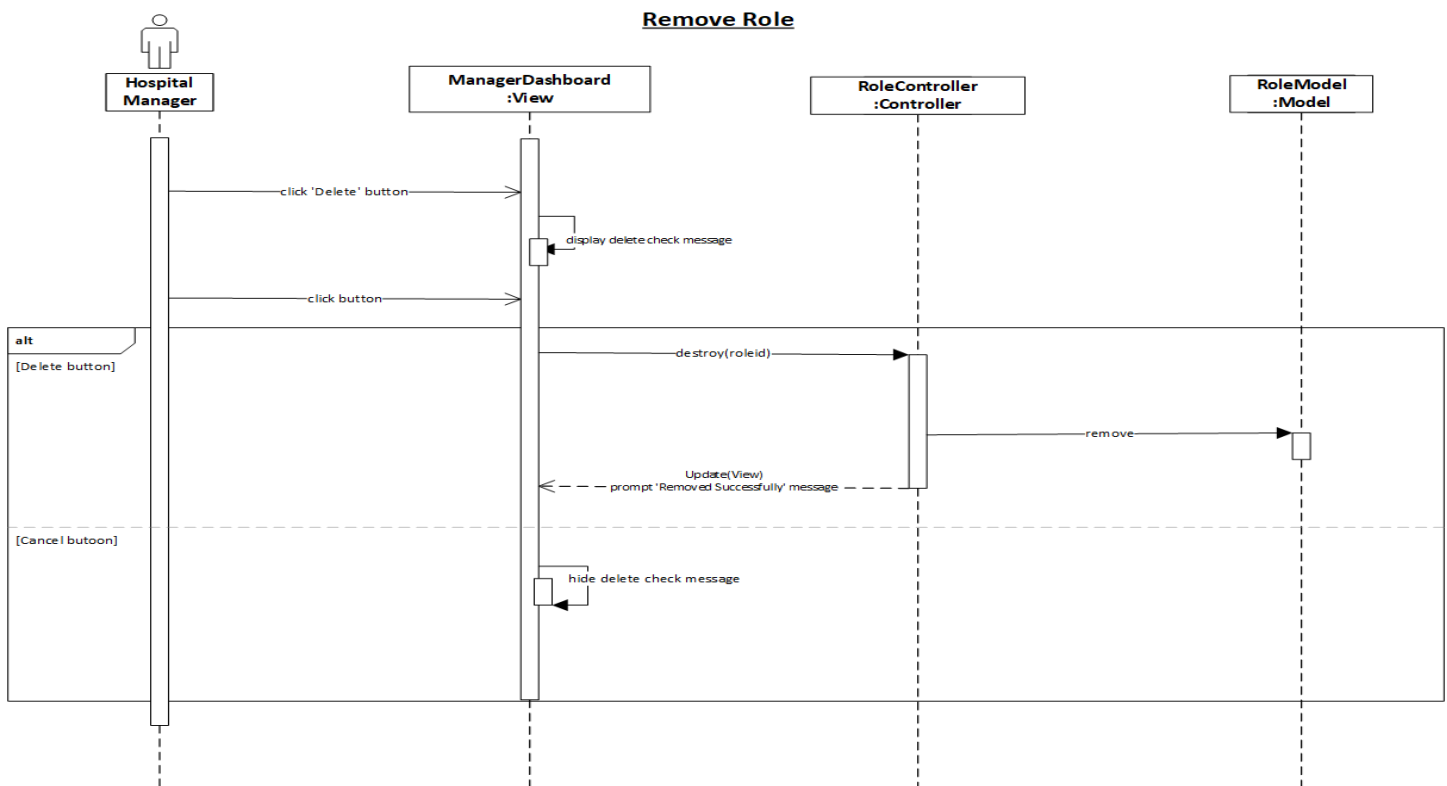 Remove Role
Hospital
Manager
ManagerDashboard
:View
RoleController
:Controller
RoleModel
:Model
click 'Delete' button
display delete check message
click button
alt
[Delete button]
destroy(roleid)
remove
Update(View)
prompt 'Removed Successfully' message
[Cancel butoon]
hide delete check message